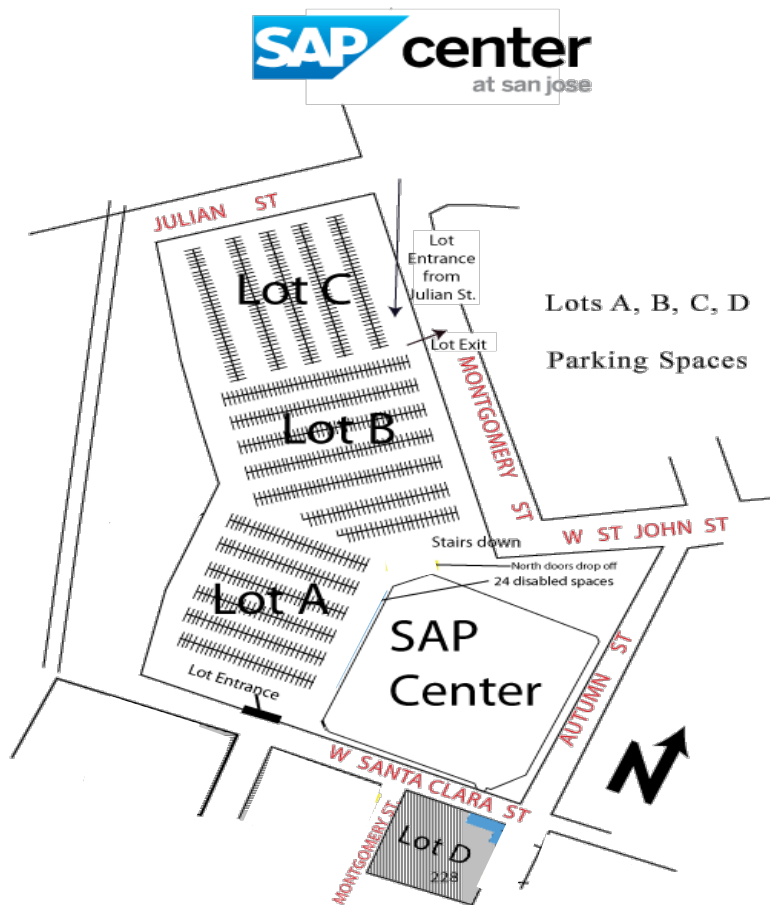 SAP center
at san jose
JULIAN ST
Lot
Entrance
from
Julian St.
Lot C
Lots A, B, C, D
Parking Spaces
Lot Exit
MONTGOMERY ST
Lot B
W ST JOHN ST
Stairs down
North doors drop off
24 disabled spaces
Lot A
SAP
Center
AUTUMN ST
Lot Entrance
W SANTA CLARA ST
N
MONTGOMERY ST.
Lot D
228